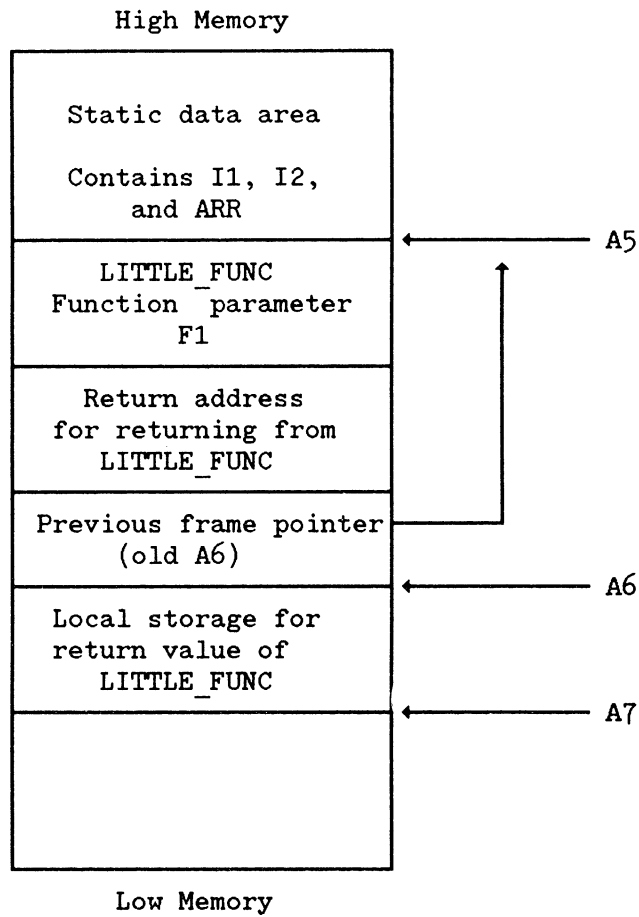 High Memory
Static data area
Contains I1, I2,
and ARR
A5
LITTLE_FUNC
Function parameter
F1
Return address
for returning from
LITTLE_FUNC
Previous frame pointer
(old A6)
A6
Local storage for
return value of
LITTLE_FUNC
A7
Low Memory